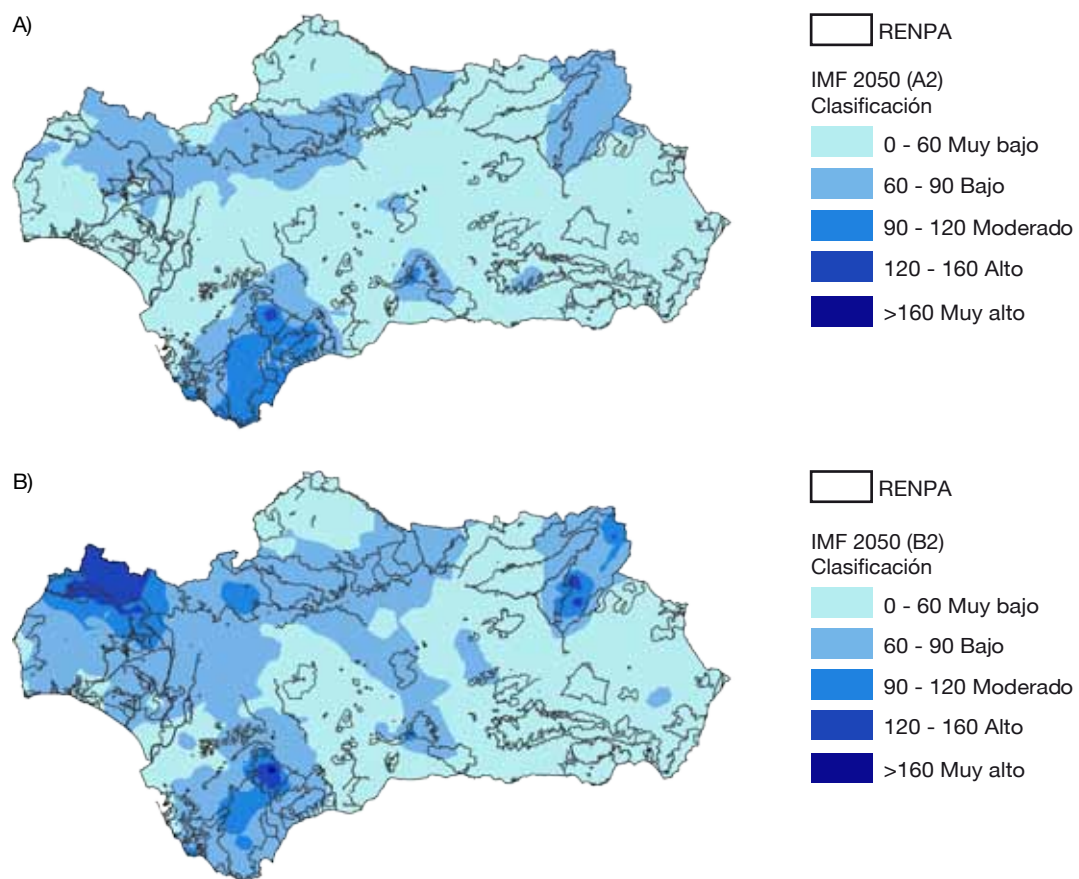 A)
RENPA
IMF 2050 (A2)
Clasificación
0 - 60 Muy bajo
60 - 90 Bajo
90 - 120 Moderado
120 - 160 Alto
>160 Muy alto
B)
RENPA
IMF 2050 (B2)
Clasificación
0 - 60 Muy bajo
60 - 90 Bajo
90 - 120 Moderado
120 - 160 Alto
>160 Muy alto